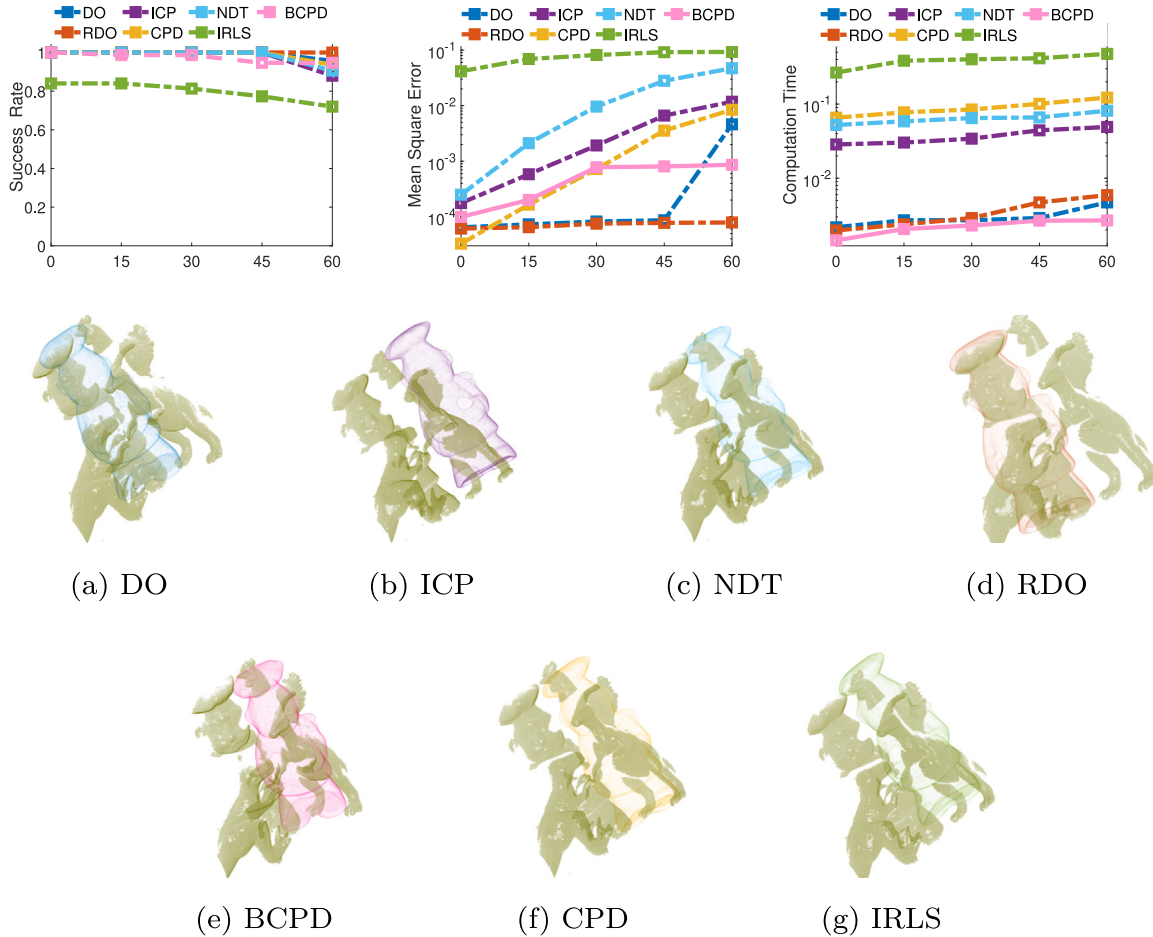 DO ICP NDT BCPD
RDO CPD IRLS
Success Rate
1
0.8
0.6
0.4
0.2
0
0 15 30 45 60
DO ICP NDT BCPD
RDO CPD IRLS
Mean Square Error
10-1
10-2
10-3
10-4
0 15 30 45 60
DO ICP NDT BCPD
RDO CPD IRLS
Computation Time
10-1
10-2
0 15 30 45 60
(a) DO
(b) ICP
(c) NDT
(d) RDO
(e) BCPD
(f) CPD
(g) IRLS